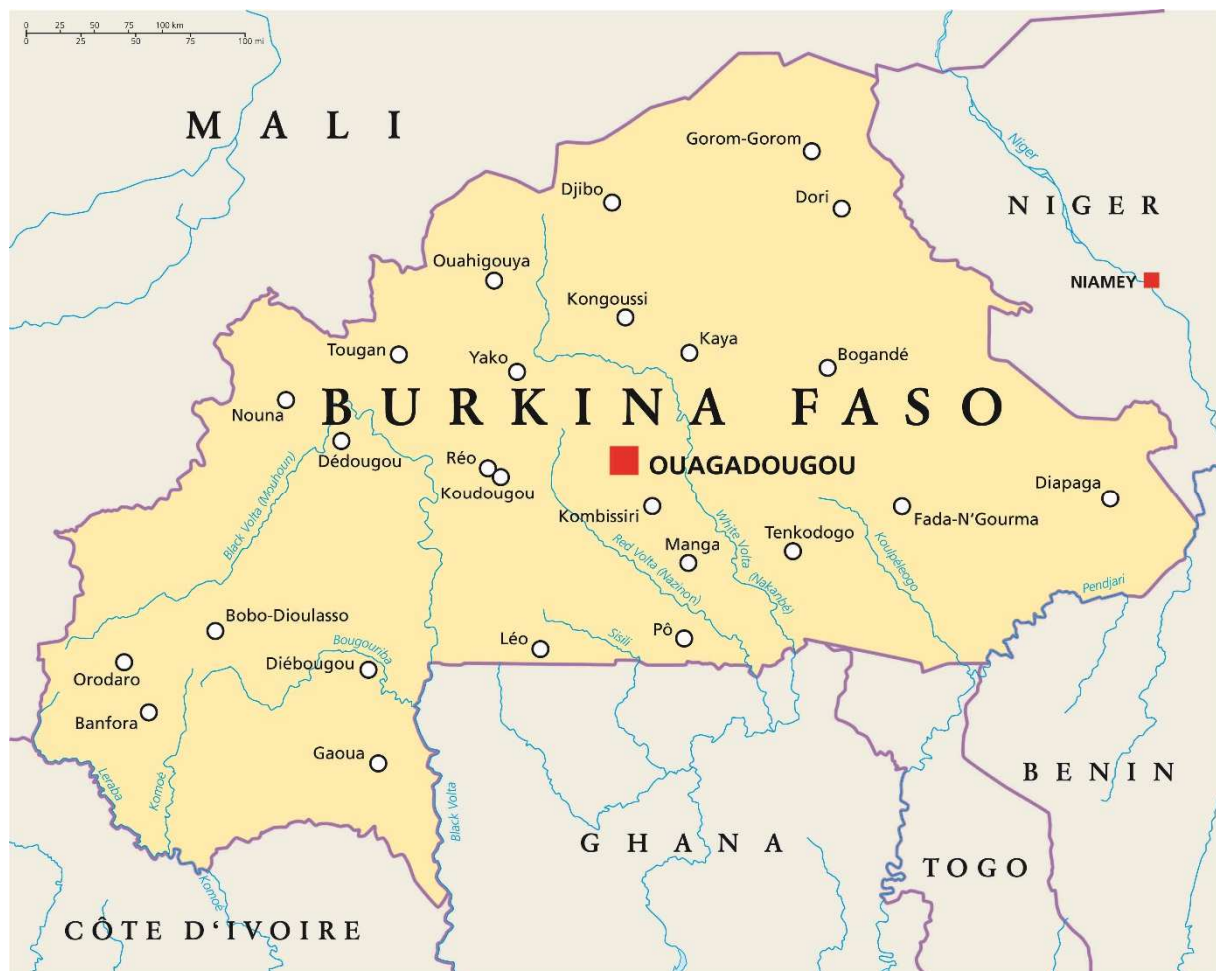 0 25 50 75 100 km
0 25 50 75 100 mi
MALI
Gorom-Gorom
Niger
Djibo
Dori
NIGER
Ouahigouya
NIAMEY
Kongoussi
Tougan
Yako
Kaya
Bogandé
Nouna
BURKINA FASO
Dédougou
Réo
OUAGADOUGOU
Koudougou
Diapaga
Black Volta (Mouhoun)
Kombissiri
Fada-N'Gourma
Red Volta (Nazinon)
White Volta
(Nakanbé)
Tenkodogo
Koulpéleogo
Manga
Pendjari
Bobo-Dioulasso
Bougouriba
Léo
Sisili
Pô
Diébougou
Orodaro
Banfora
Gaoua
Leraba
Komoé
Black Volta
BENIN
GHANA
TOGO
Komoé
CÔTE D'IVOIRE